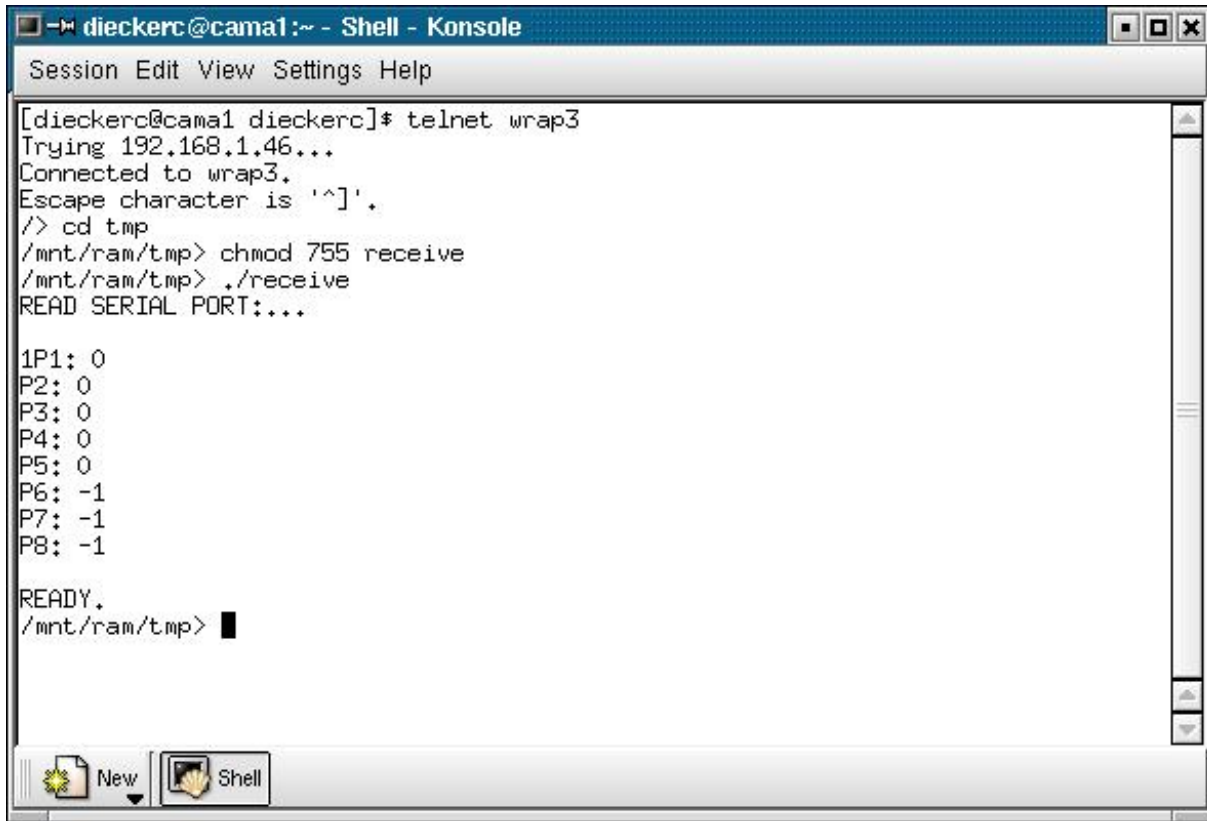 dieckerc@cama1:~ - Shell - Konsole
Session Edit View Settings Help
[dieckerc@cama1 dieckerc]$ telnet wrap3
Trying 192.168.1.46...
Connected to wrap3.
Escape character is '^]'.
/> cd tmp
/mnt/ram/tmp> chmod 755 receive
/mnt/ram/tmp> ./receive
READ SERIAL PORT:...
1P1: 0
P2: 0
P3: 0
P4: 0
P5: 0
P6: -1
P7: -1
P8: -1
READY.
/mnt/ram/tmp>
New Shell